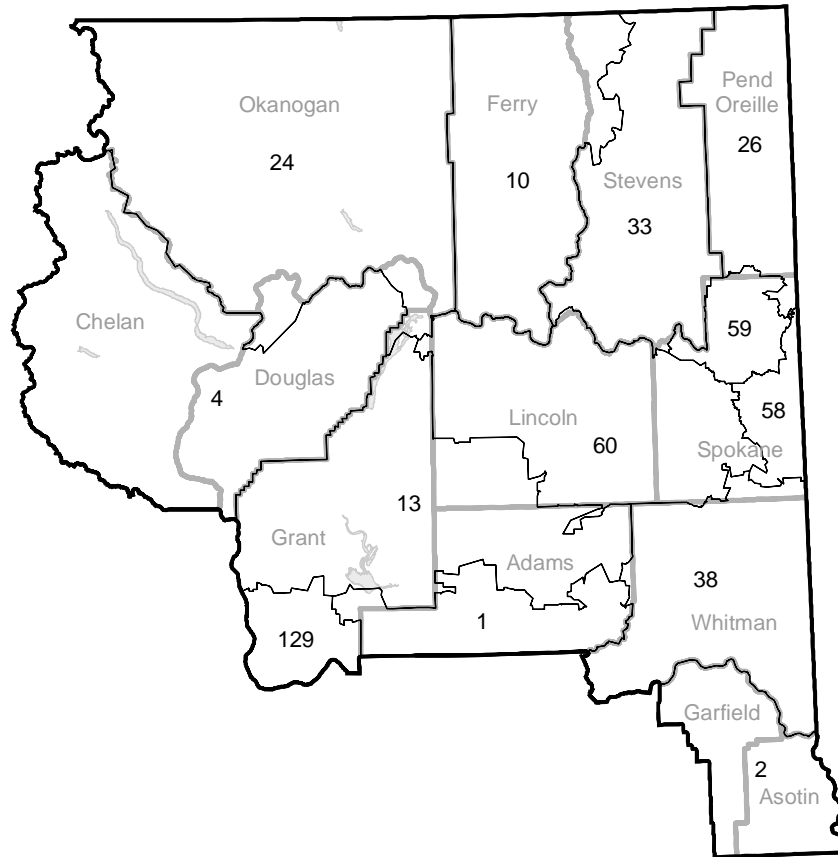 Okanogan
24
Ferry
10
Pend
Oreille
26
Stevens
33
Chelan
59
Douglas
4
58
Lincoln
60
Spokane
13
Grant
Adams
38
1
Whitman
129
Garfield
2
Asotin